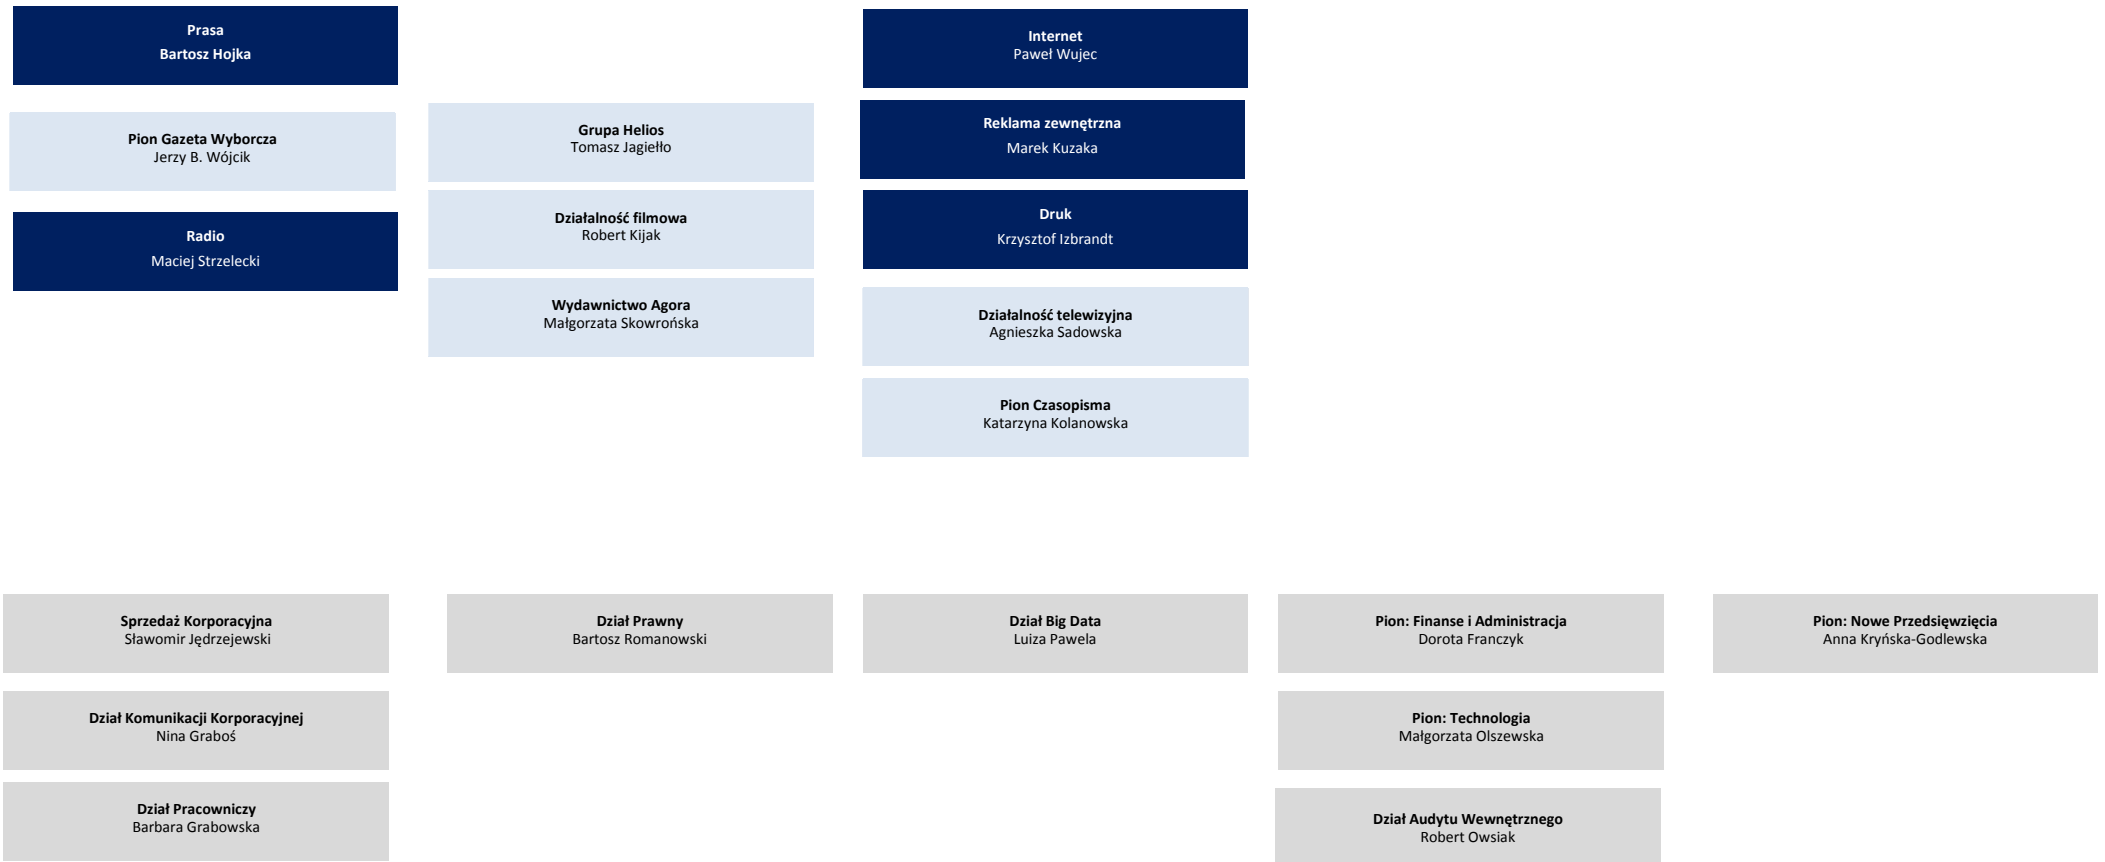 Prasa
Bartosz Hojka
Pion Gazeta Wyborcza
Jerzy B. Wójcik
Radio
Maciej Strzelecki
Grupa Helios
Tomasz Jagiełło
Działalność filmowa
Robert Kijak
Wydawnictwo Agora
Małgorzata Skowrońska
Internet
Paweł Wujec
Reklama zewnętrzna
Marek Kuzaka
Druk
Krzysztof Izbrandt
Działalność telewizyjna
Agnieszka Sadowska
Pion Czasopisma
Katarzyna Kolanowska
Sprzedaż Korporacyjna
Sławomir Jędrzejewski
Dział Komunikacji Korporacyjnej
Nina Graboś
Dział Pracowniczy
Barbara Grabowska
Dział Prawny
Bartosz Romanowski
Dział Big Data
Luiza Pawela
Pion: Finanse i Administracja
Dorota Franczyk
Pion: Technologia
Małgorzata Olszewska
Dział Audytu Wewnętrznego
Robert Owsiak
Pion: Nowe Przedsięwzięcia
Anna Kryńska-Godlewska